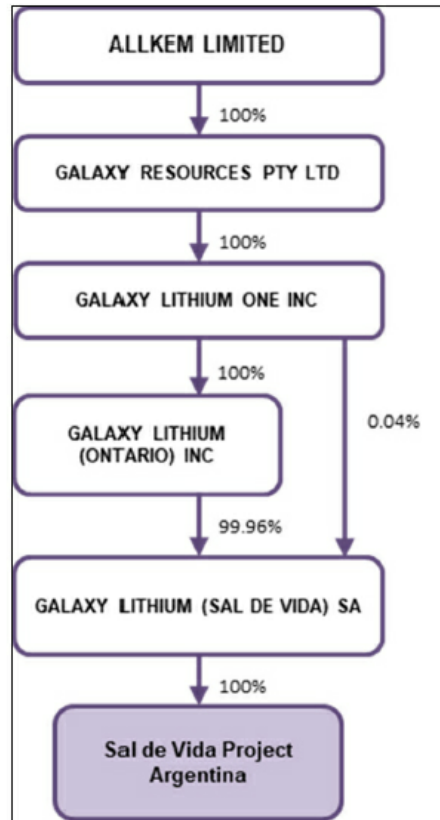 ALLKEM LIMITED
100%
GALAXY RESOURCES PTY LTD
100%
GALAXY LITHIUM ONE INC
100%
0.04%
GALAXY LITHIUM
(ONTARIO) INC
99.96%
GALAXY LITHIUM (SAL DE VIDA) SA
100%
Sal de Vida Project
Argentina